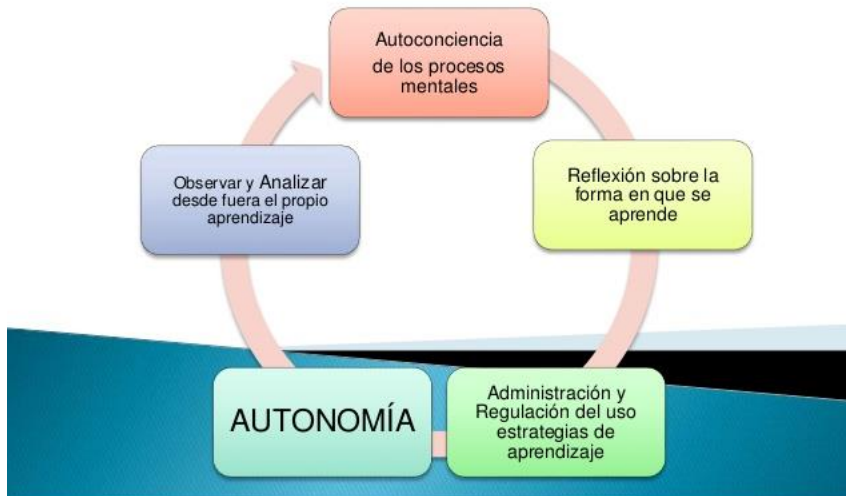 Autoconciencia
de los procesos
mentales
Reflexión sobre la
forma en que se
aprende
Administración y
Regulación del uso
estrategias de
aprendizaje
AUTONOMÍA
Observar y Analizar
desde fuera el propio
aprendizaje